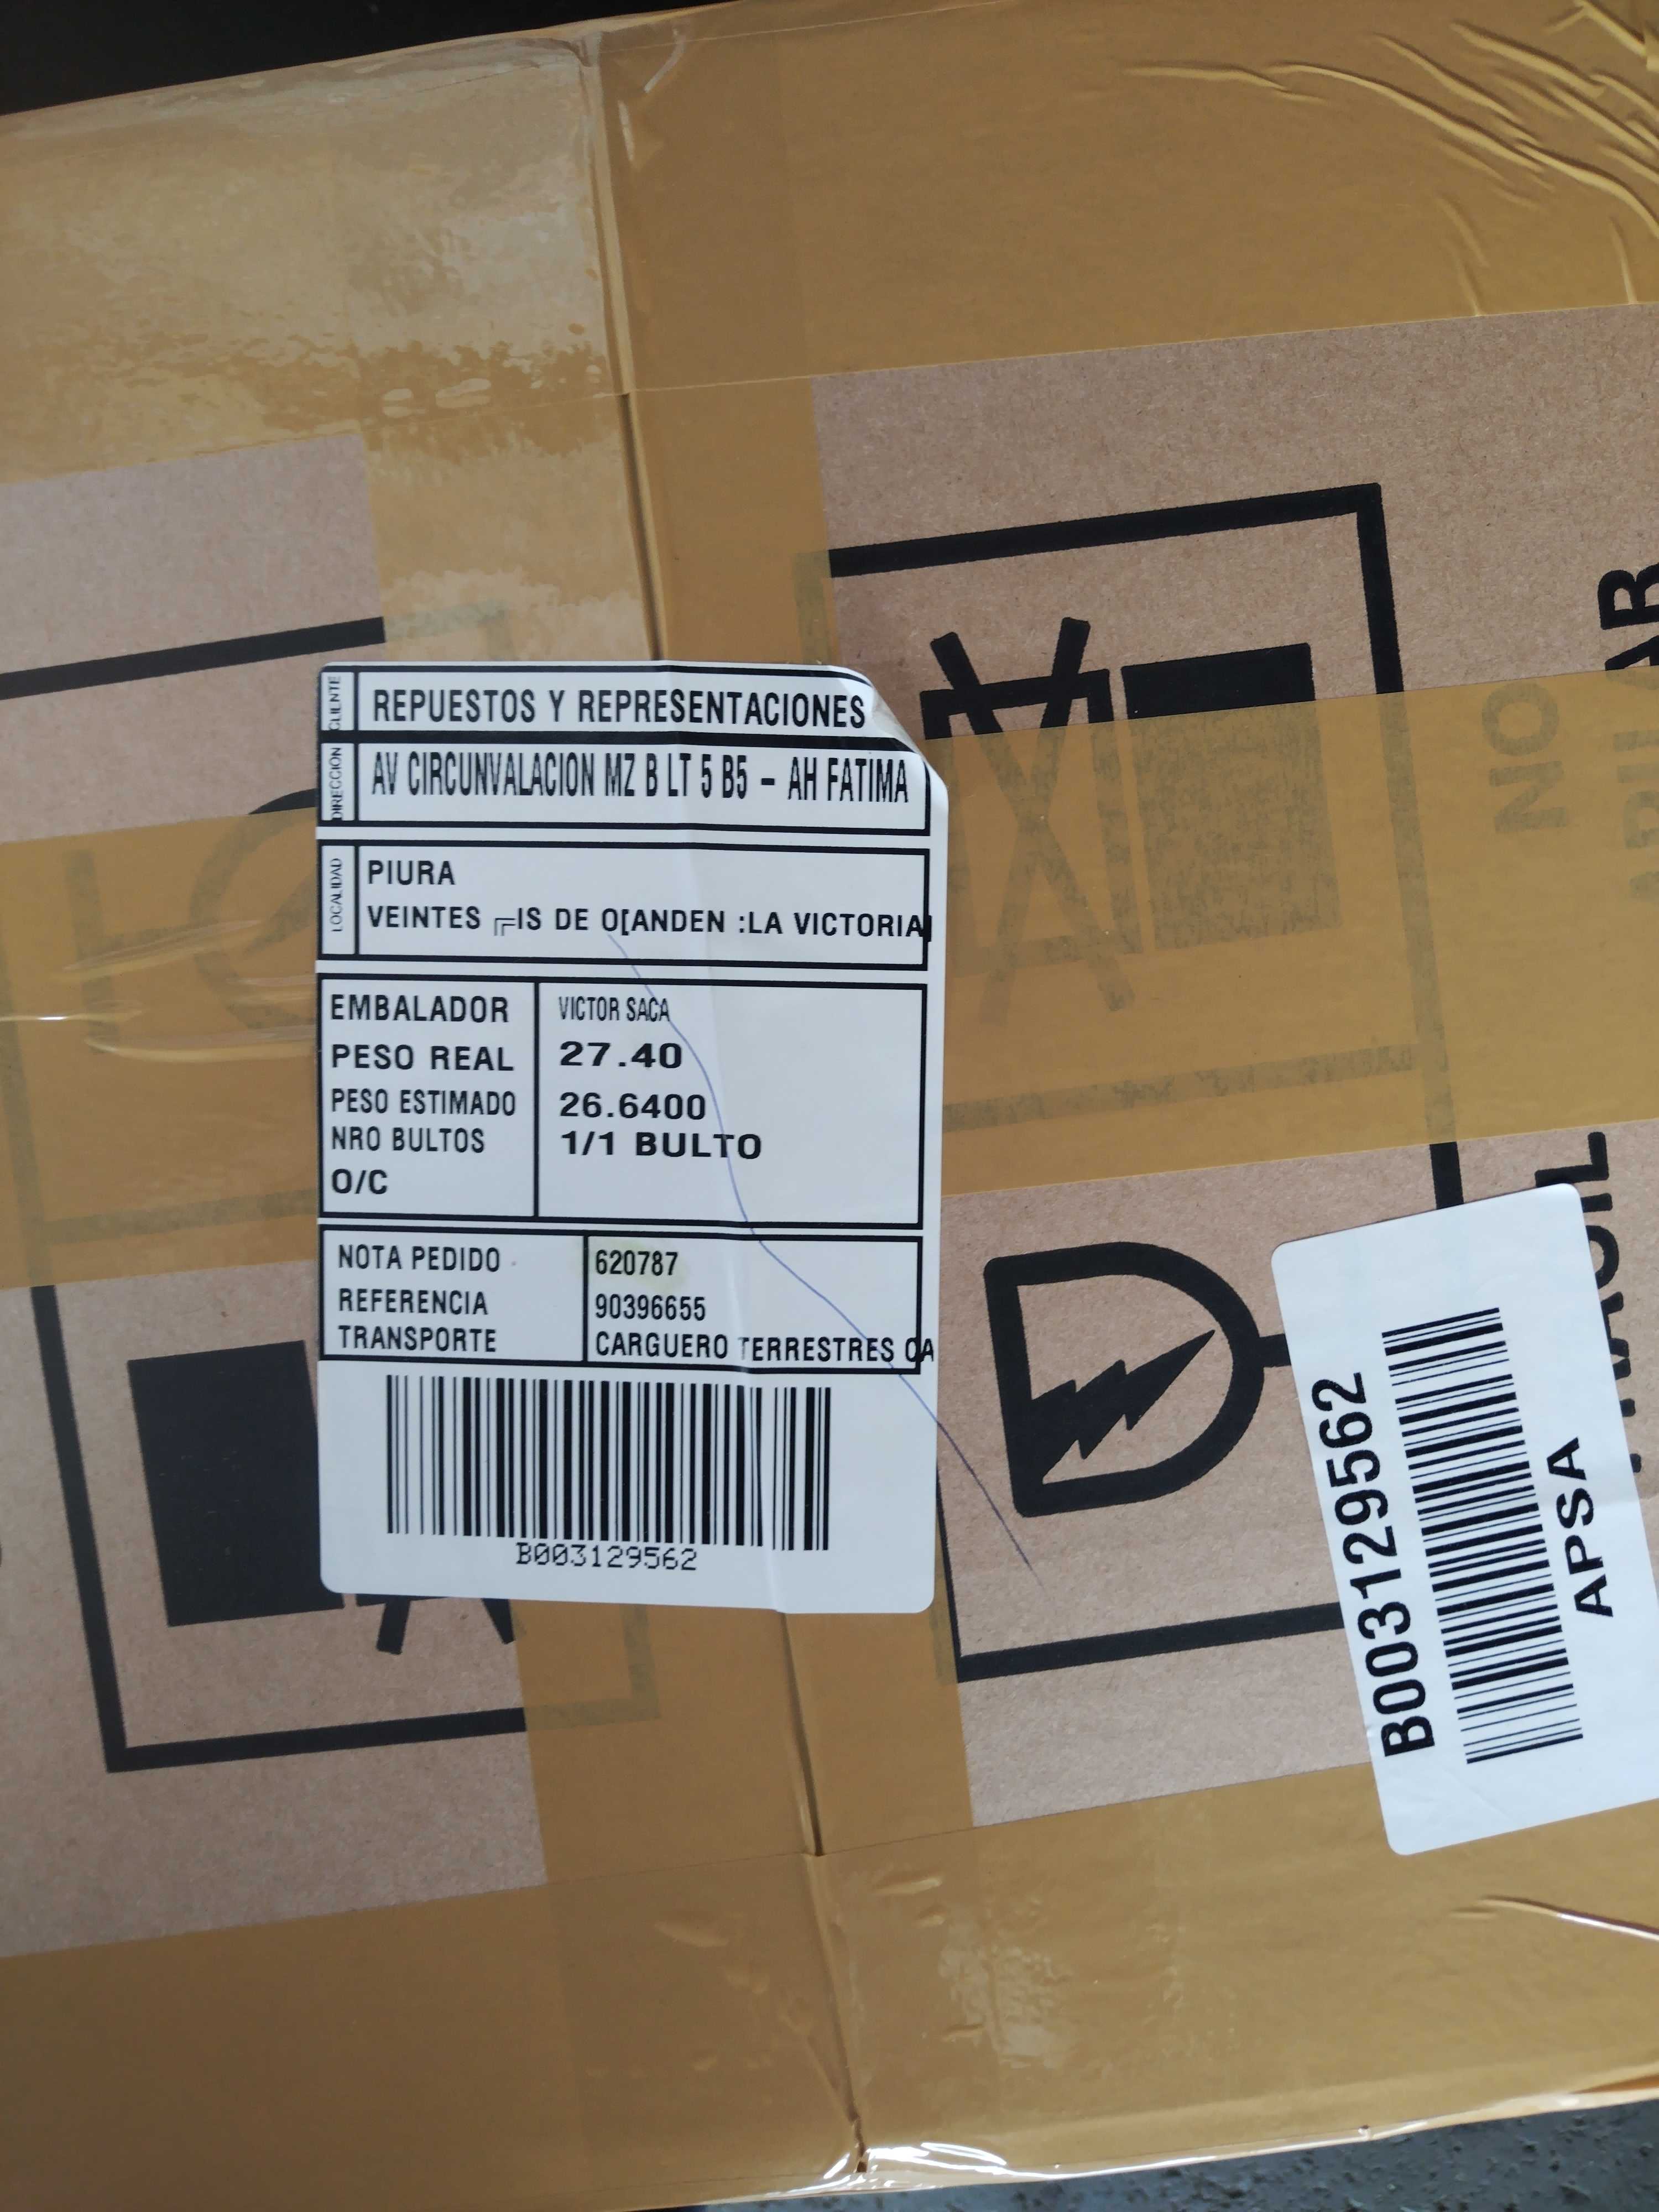 CLIENTE
REPUESTOS Y REPRESENTACIONES
DIRECCION
AV CIRCUNVALACION MZ B LT 5 B5 - AH FATIMA
LOCALIDAD
PIURA
VEINTES ╔IS DE O[ANDEN :LA VICTORIA
EMBALADOR VICTOR SACA
PESO REAL 27.40
PESO ESTIMADO 26.6400
NRO BULTOS 1/1 BULTO
O/C
NOTA PEDIDO 620787
REFERENCIA 90396655
TRANSPORTE CARGUERO TERRESTRES CA
B003129562
NO
B003129562
APSA